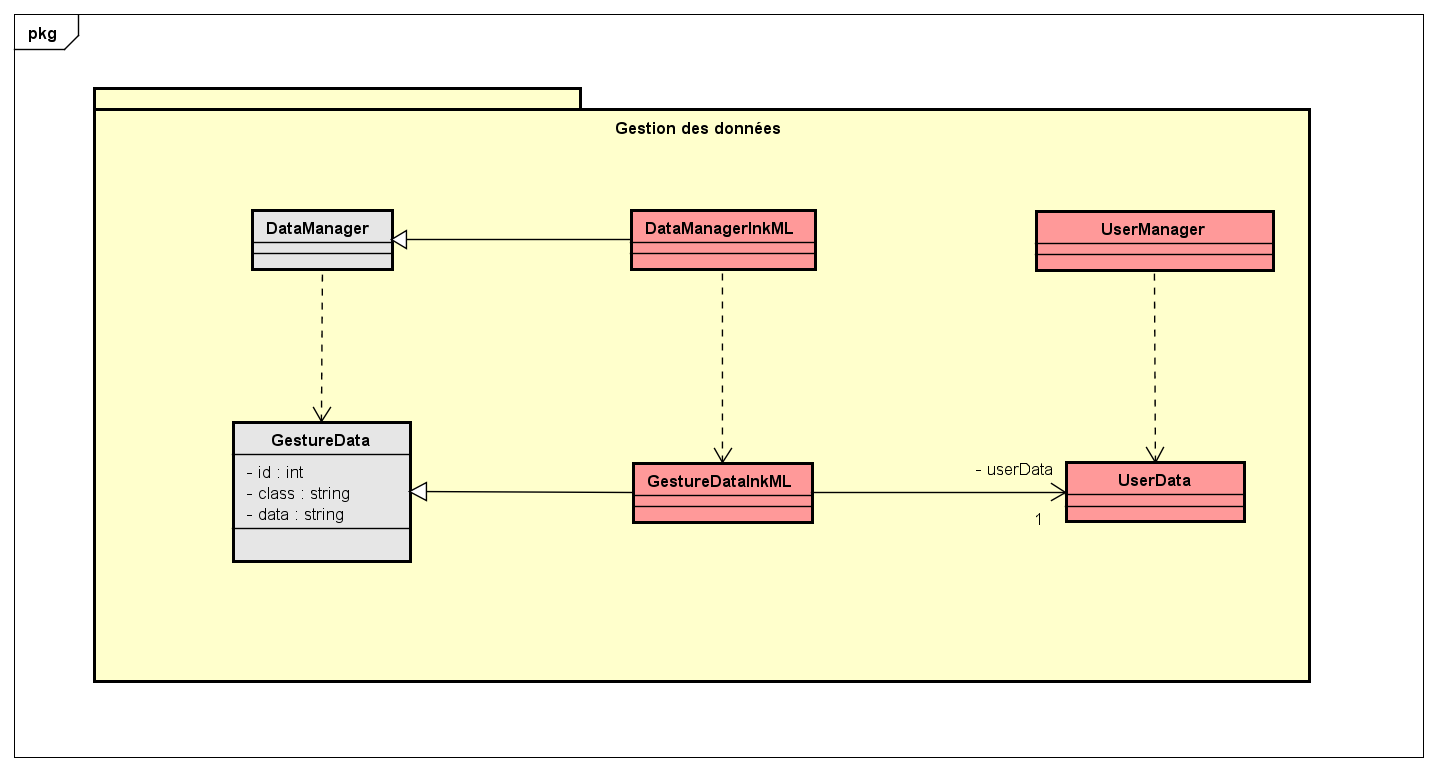 pkg
Gestion des données
DataManager
DataManagerInkML
UserManager
GestureData
- id : int
- class : string
- data : string
GestureDataInkML
- userData
1
UserData